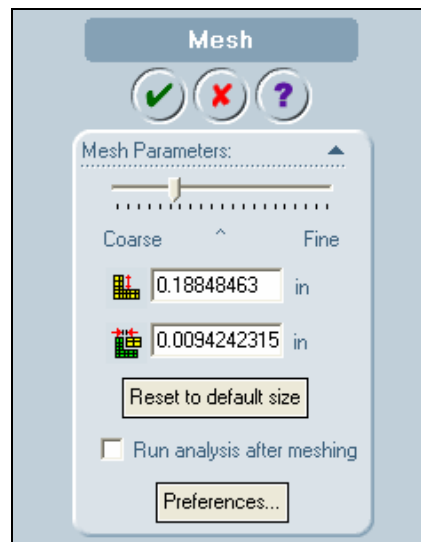 Mesh
?
Mesh Parameters:
Coarse ^ Fine
0.18848463 in
0.0094242315 in
Reset to default size
Run analysis after meshing
Preferences...